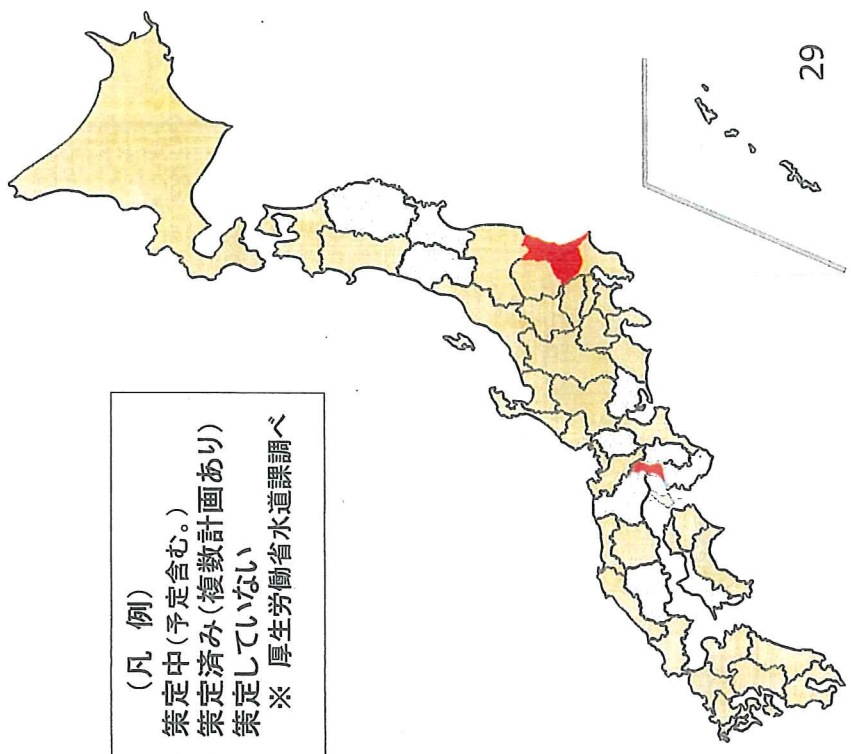 (凡 例)
策定中(予定含む。)
策定済み(複数計画あり)
策定していない
※ 厚生労働省水道課調べ
29